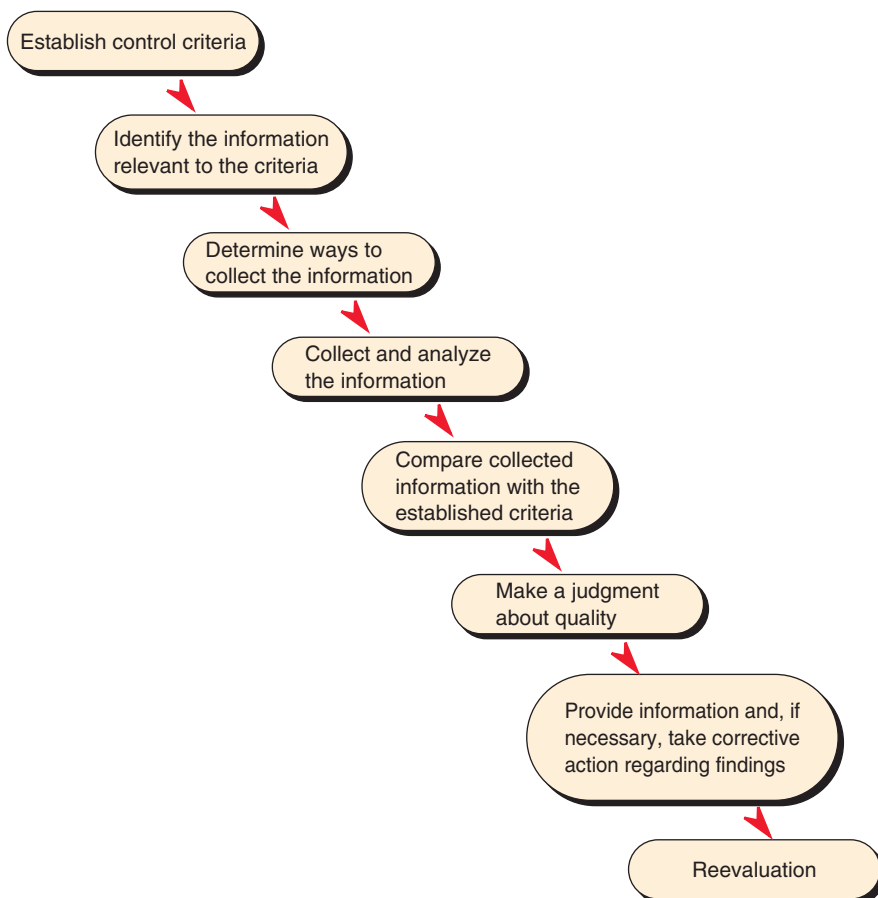 Establish control criteria
Identify the information
relevant to the criteria
Determine ways to
collect the information
Collect and analyze
the information
Compare collected
information with the
established criteria
Make a judgment
about quality
Provide information and, if
necessary, take corrective
action regarding findings
Reevaluation